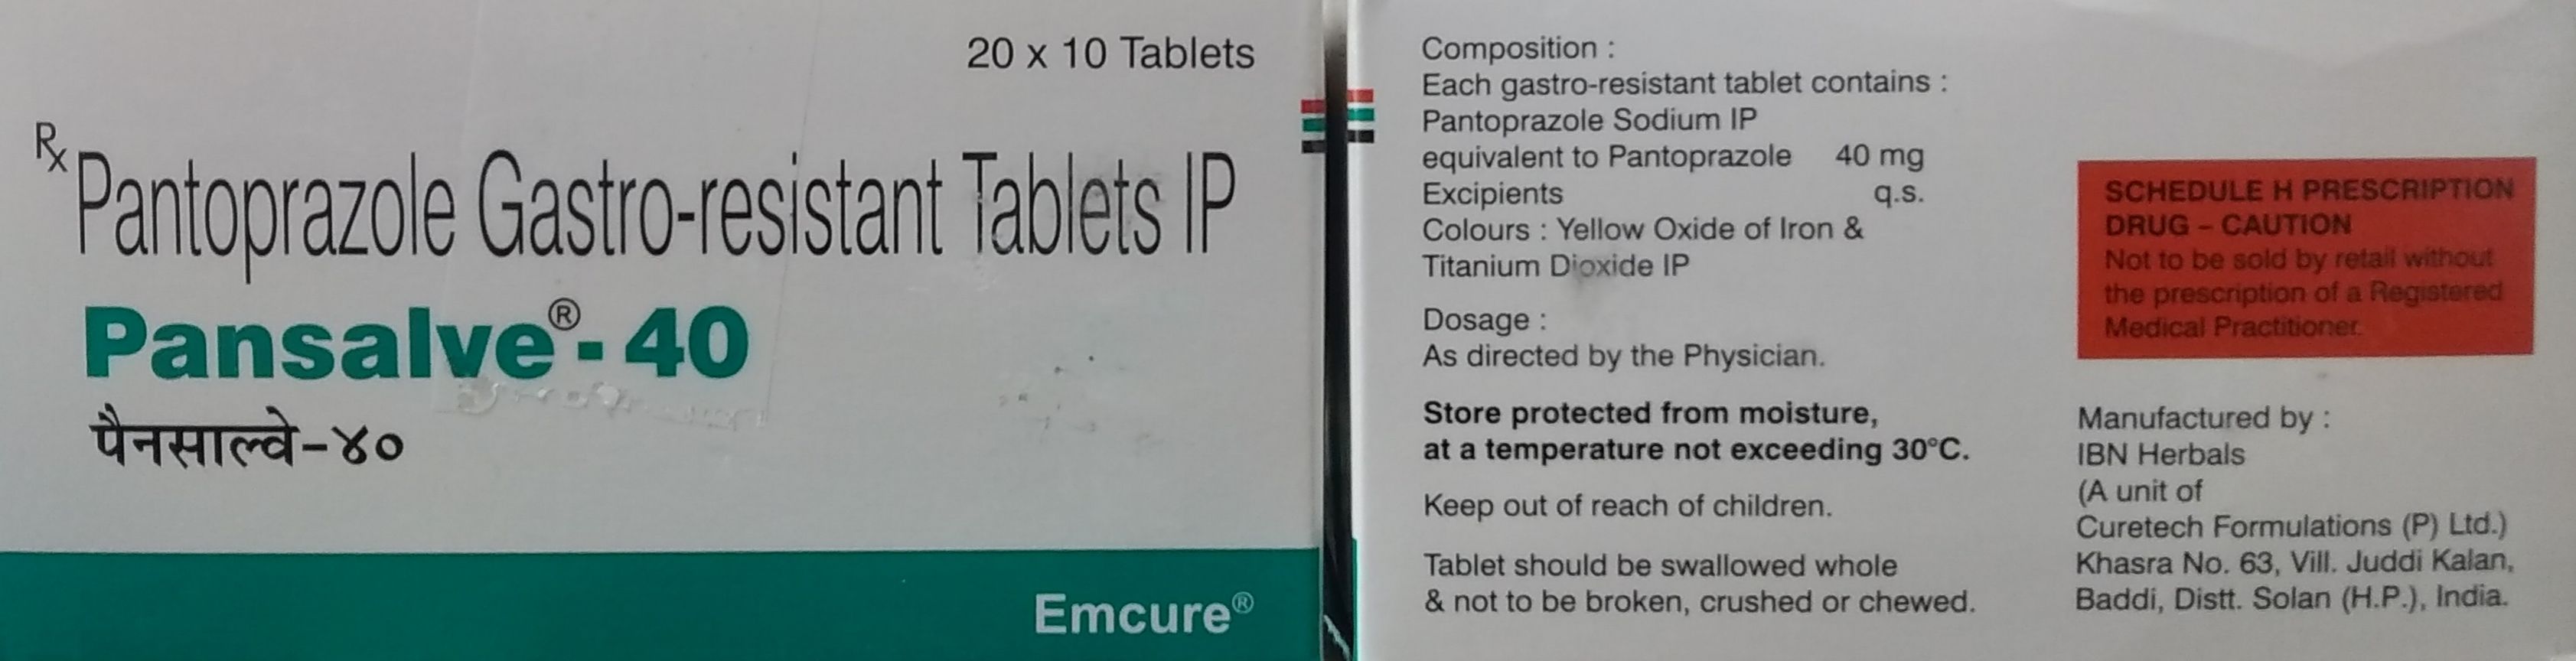 20 x 10 Tablets
Rx Pantoprazole Gastro-resistant Tablets IP
Pansalve®-40
पैनसाल्वे-४०
Emcure®
Composition :
Each gastro-resistant tablet contains :
Pantoprazole Sodium IP
equivalent to Pantoprazole 40 mg
Excipients q.s.
Colours : Yellow Oxide of Iron &
Titanium Dioxide IP
Dosage :
As directed by the Physician.
Store protected from moisture,
at a temperature not exceeding 30°C.
Keep out of reach of children.
Tablet should be swallowed whole
& not to be broken, crushed or chewed.
SCHEDULE H PRESCRIPTION
DRUG – CAUTION
Not to be sold by retail without
the prescription of a Registered
Medical Practitioner.
Manufactured by :
IBN Herbals
(A unit of
Curetech Formulations (P) Ltd.)
Khasra No. 63, Vill. Juddi Kalan,
Baddi, Distt. Solan (H.P.), India.